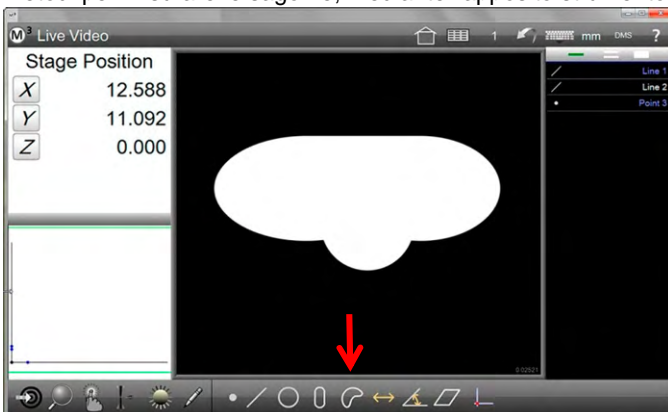 M³ Live Video
1
mm
DMS
?
Stage Position
X 12.588
Y 11.092
Z 0.000
Line 1
Line 2
Point 3
0.02521